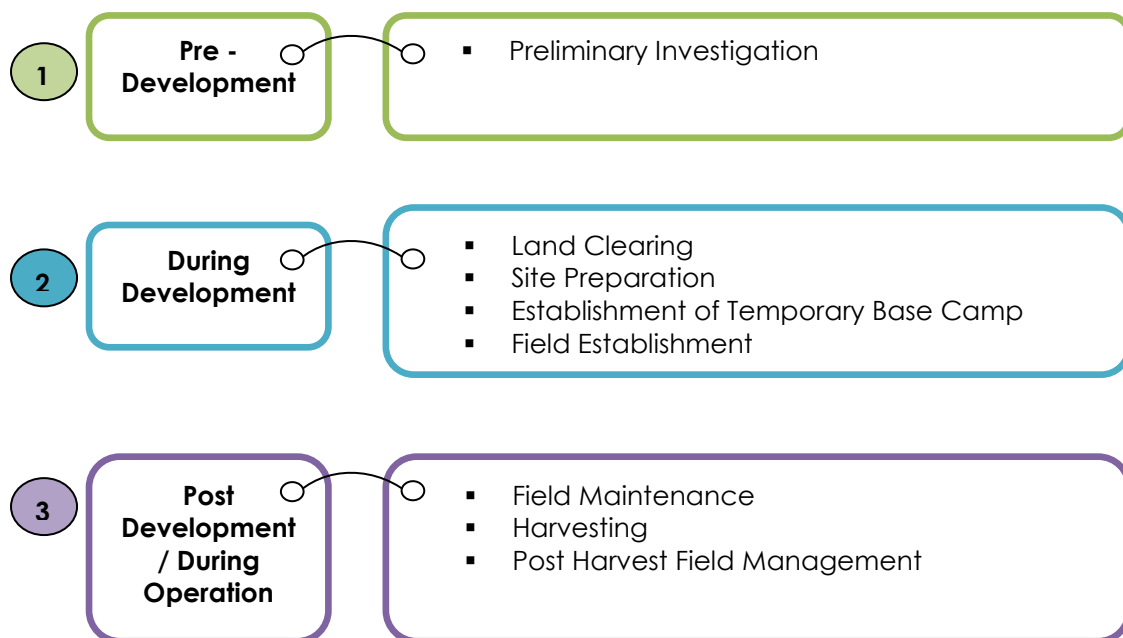 1
Pre -
Development
▪ Preliminary Investigation
2
During
Development
▪ Land Clearing
▪ Site Preparation
▪ Establishment of Temporary Base Camp
▪ Field Establishment
3
Post
Development
/ During
Operation
▪ Field Maintenance
▪ Harvesting
▪ Post Harvest Field Management